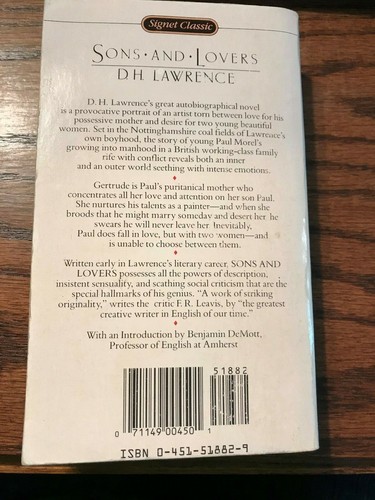 Signet Classic
SONS·AND·LOVERS
D.H. LAWRENCE
D. H. Lawrence's great autobiographical novel
is a provocative portrait of an artist torn between love for his
possessive mother and desire for two young beautiful
women. Set in the Nottinghamshire coal fields of Lawrence's
own boyhood, the story of young Paul Morel's
growing into manhood in a British working-class family
rife with conflict reveals both an inner
and an outer world seething with intense emotions.
Gertrude is Paul's puritanical mother who
concentrates all her love and attention on her son Paul.
She nurtures his talents as a painter—and when she
broods that he might marry someday and desert her, he
swears he will never leave her. Inevitably,
Paul does fall in love, but with two women—and
is unable to choose between them.
Written early in Lawrence's literary career, SONS AND
LOVERS possesses all the powers of description,
insistent sensuality, and scathing social criticism that are the
special hallmarks of his genius. "A work of striking
originality," writes the critic F. R. Leavis, by "the greatest
creative writer in English of our time."
With an Introduction by Benjamin DeMott,
Professor of English at Amherst
51882
0 71149 00450 1
ISBN 0-451-51882-9